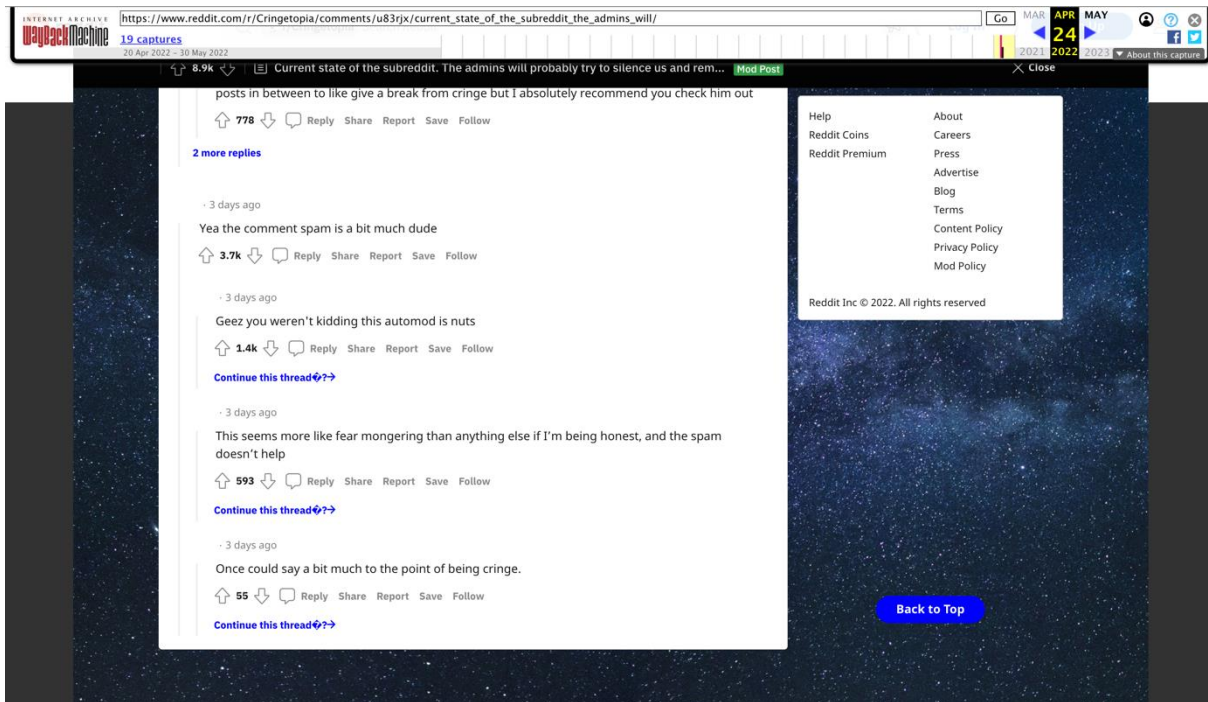 INTERNET ARCHIVE
WayBackMachine
https://www.reddit.com/r/Cringetopia/comments/u83rjx/current_state_of_the_subreddit_the_admins_will/
Go
MAR APR MAY
19 captures
24
20 Apr 2022 – 30 May 2022
2021 2022 2023
About this capture
8.9k Current state of the subreddit. The admins will probably try to silence us and rem... Mod Post
Close
posts in between to like give a break from cringe but I absolutely recommend you check him out
778 Reply Share Report Save Follow
2 more replies
· 3 days ago
Yea the comment spam is a bit much dude
3.7k Reply Share Report Save Follow
· 3 days ago
Geez you weren't kidding this automod is nuts
1.4k Reply Share Report Save Follow
Continue this thread�?→
· 3 days ago
This seems more like fear mongering than anything else if I’m being honest, and the spam
doesn’t help
593 Reply Share Report Save Follow
Continue this thread�?→
· 3 days ago
Once could say a bit much to the point of being cringe.
55 Reply Share Report Save Follow
Continue this thread�?→
Help About
Reddit Coins Careers
Reddit Premium Press
Advertise
Blog
Terms
Content Policy
Privacy Policy
Mod Policy
Reddit Inc © 2022. All rights reserved
Back to Top